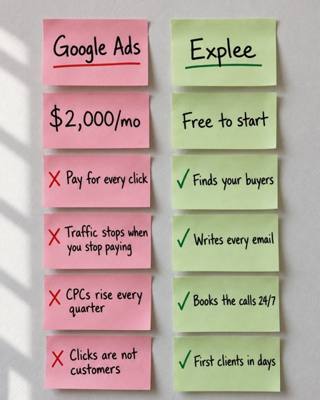 Google Ads
Explee
$2,000/mo
Free to start
✗ Pay for every click
✓ Finds your buyers
✗ Traffic stops when
you stop paying
✓ Writes every email
✗ CPCs rise every
quarter
✓ Books the calls 24/7
✗ Clicks are not
customers
✓ First clients in days